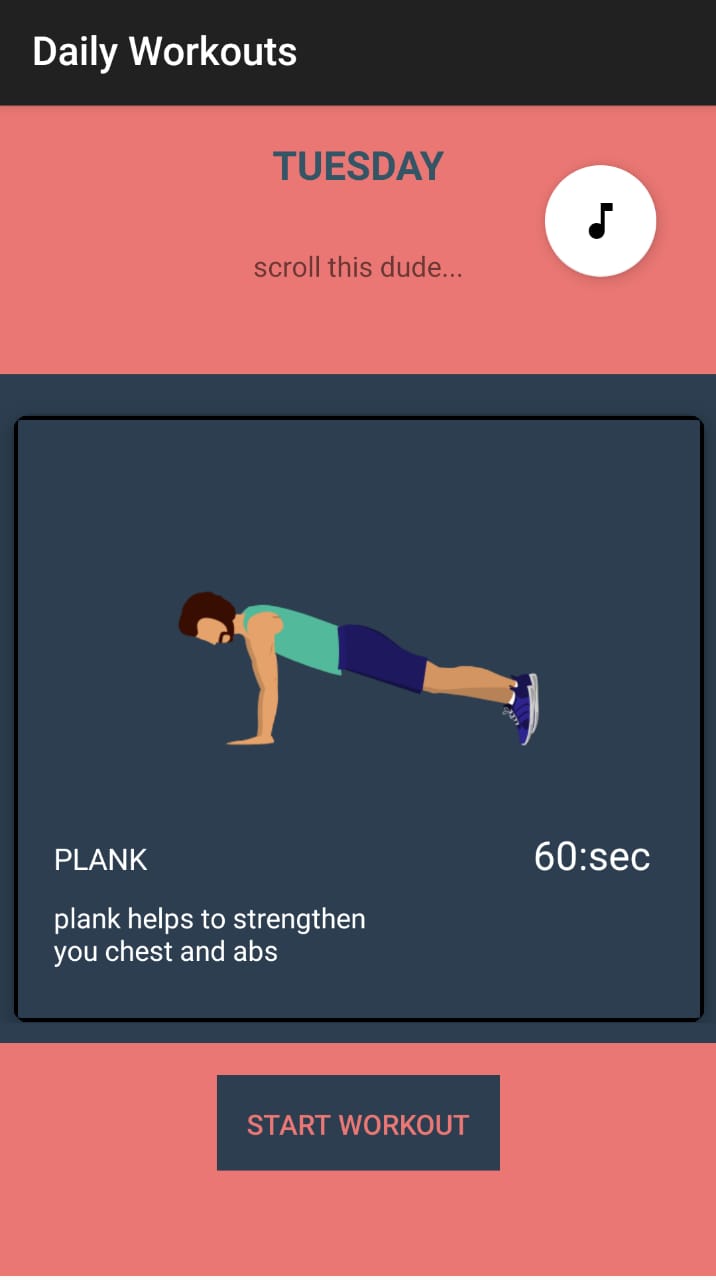 Daily Workouts
TUESDAY
scroll this dude...
PLANK
60:sec
plank helps to strengthen
you chest and abs
START WORKOUT